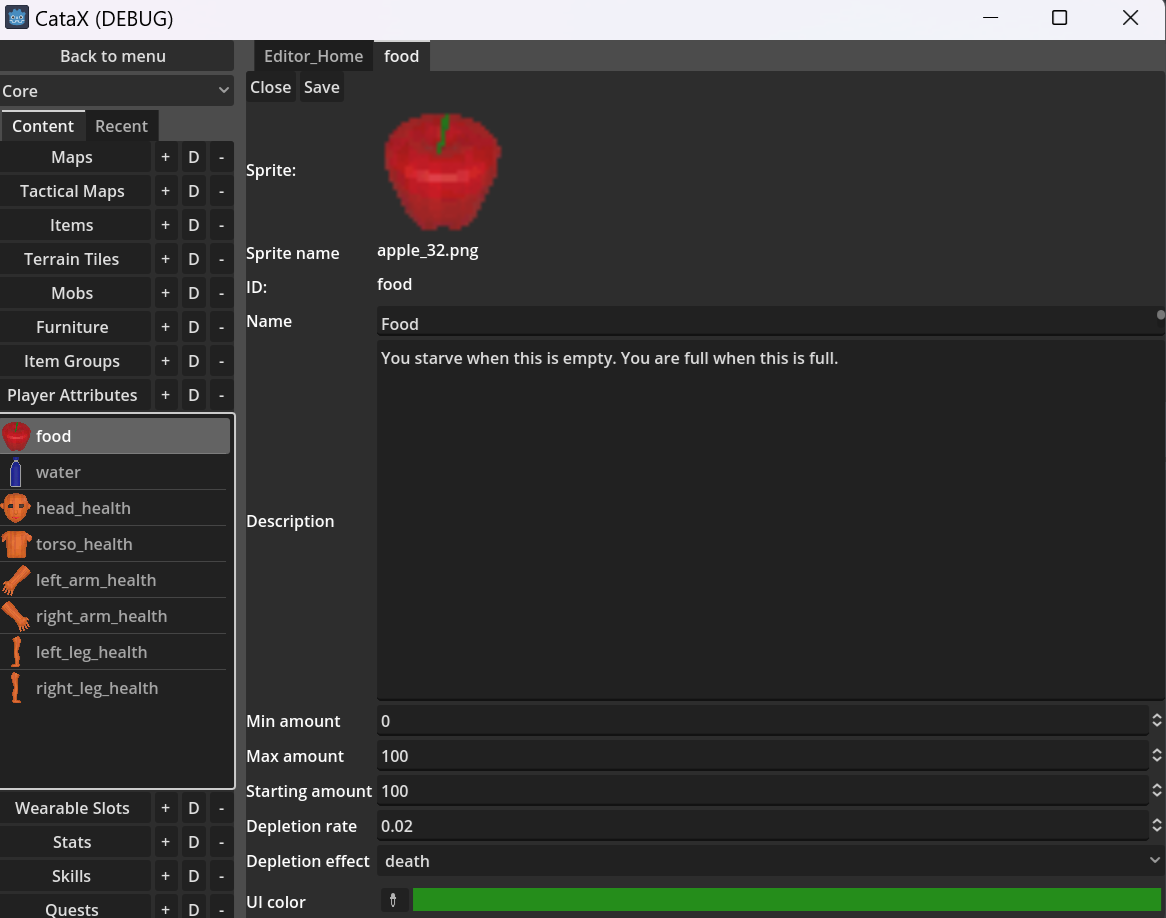 CataX (DEBUG)
Back to menu
Core
Content Recent
Maps + D -
Tactical Maps + D -
Items + D -
Terrain Tiles + D -
Mobs + D -
Furniture + D -
Item Groups + D -
Player Attributes + D -
food
water
head_health
torso_health
left_arm_health
right_arm_health
left_leg_health
right_leg_health
Wearable Slots + D -
Stats + D -
Skills + D -
Quests + D -
Editor_Home food
Close Save
Sprite:
Sprite name apple_32.png
ID: food
Name Food
Description You starve when this is empty. You are full when this is full.
Min amount 0
Max amount 100
Starting amount 100
Depletion rate 0.02
Depletion effect death
UI color